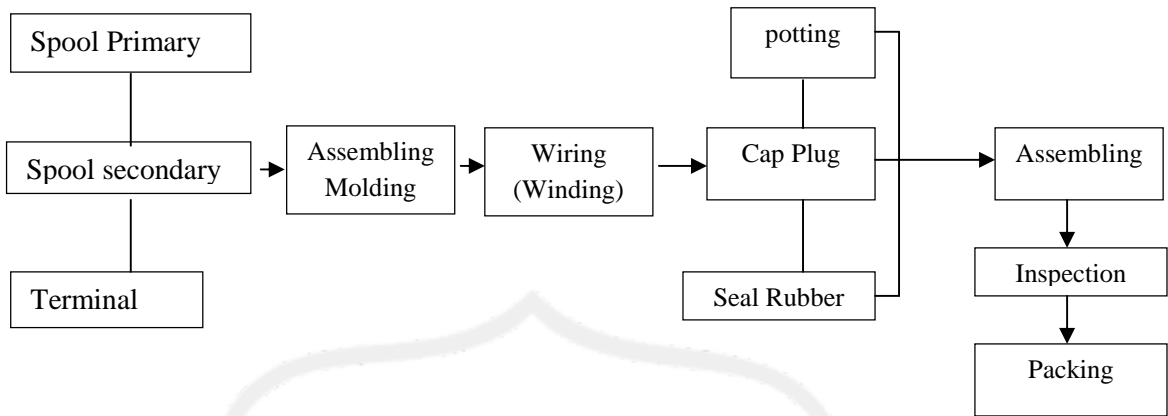 Spool Primary
Spool secondary
Terminal
Assembling
Molding
Wiring
(Winding)
potting
Cap Plug
Seal Rubber
Assembling
Inspection
Packing